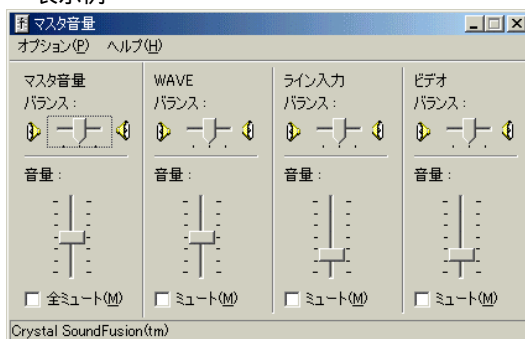 マスタ音量
オプション(P) ヘルプ(H)
マスタ音量 WAVE ライン入力 ビデオ
バランス: バランス: バランス: バランス:
音量: 音量: 音量: 音量:
全ミュート(M) ミュート(M) ミュート(M) ミュート(M)
Crystal SoundFusion(tm)